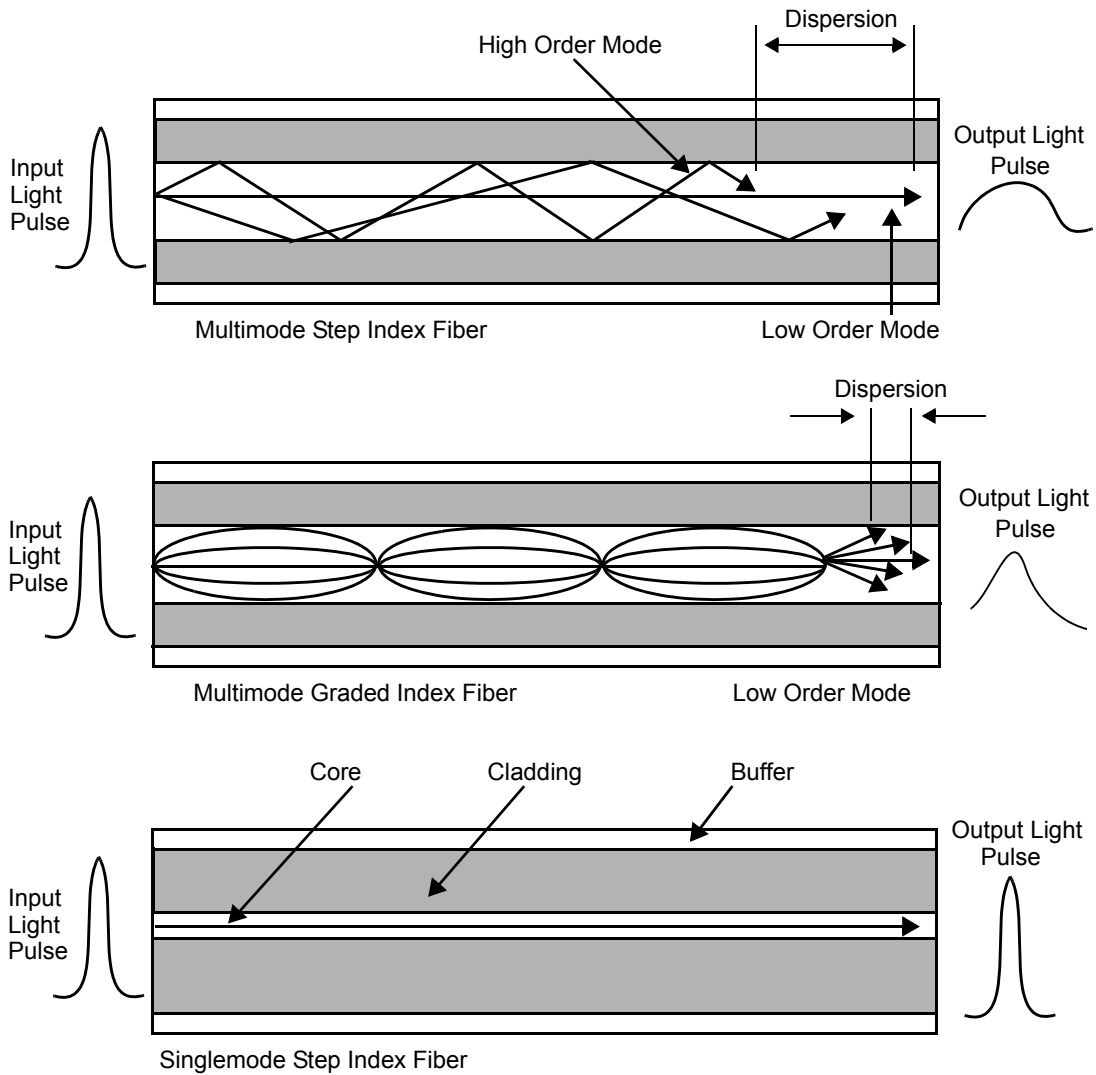 Dispersion
High Order Mode
Input
Light
Pulse
Output Light
Pulse
Multimode Step Index Fiber
Low Order Mode
Dispersion
Input
Light
Pulse
Output Light
Pulse
Multimode Graded Index Fiber
Low Order Mode
Core
Cladding
Buffer
Input
Light
Pulse
Output Light
Pulse
Singlemode Step Index Fiber